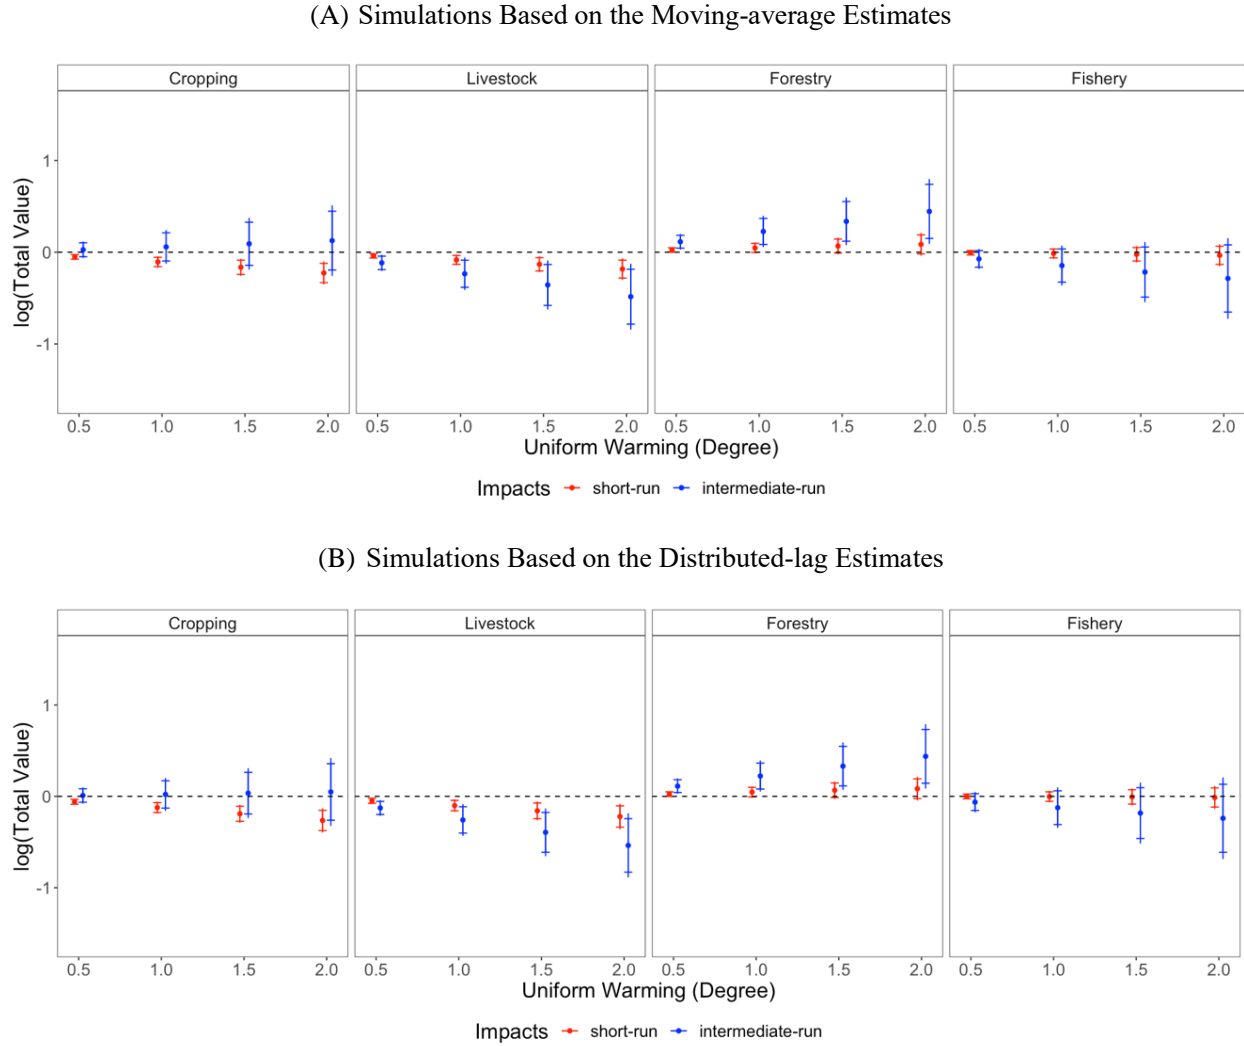 (A) Simulations Based on the Moving-average Estimates
Cropping
Livestock
Forestry
Fishery
log(Total Value)
1
0
-1
0.5 1.0 1.5 2.0
0.5 1.0 1.5 2.0
0.5 1.0 1.5 2.0
0.5 1.0 1.5 2.0
Uniform Warming (Degree)
Impacts short-run intermediate-run
(B) Simulations Based on the Distributed-lag Estimates
Cropping
Livestock
Forestry
Fishery
log(Total Value)
1
0
-1
0.5 1.0 1.5 2.0
0.5 1.0 1.5 2.0
0.5 1.0 1.5 2.0
0.5 1.0 1.5 2.0
Uniform Warming (Degree)
Impacts short-run intermediate-run